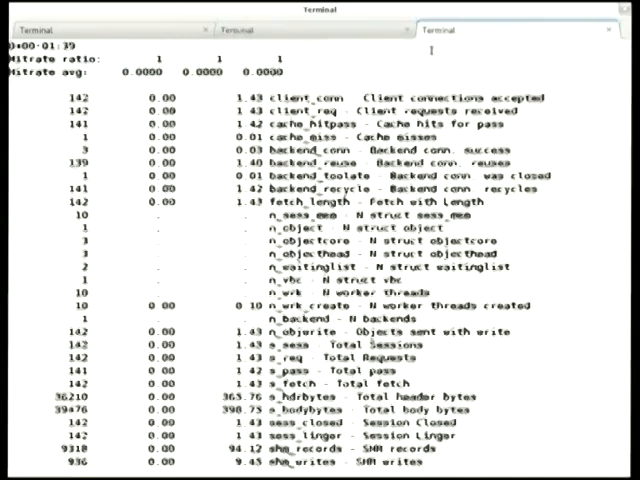 Terminal
Terminal Terminal Terminal
0+00:01:39
Hitrate ratio: 1 1 1
Hitrate avg: 0.0000 0.0000 0.0000
142 0.00 1.43 client_conn - Client connections accepted
142 0.00 1.43 client_req - Client requests received
141 0.00 1.42 cache_hitpass - Cache hits for pass
1 0.00 0.01 cache_miss - Cache misses
3 0.00 0.03 backend_conn - Backend conn. success
139 0.00 1.40 backend_reuse - Backend conn. reuses
1 0.00 0.01 backend_toolate - Backend conn. was closed
141 0.00 1.42 backend_recycle - Backend conn. recycles
142 0.00 1.43 fetch_length - Fetch with Length
10 . . n_sess_mem - N struct sess_mem
1 . . n_object - N struct object
3 . . n_objectcore - N struct objectcore
3 . . n_objecthead - N struct objecthead
2 . . n_waitinglist - N struct waitinglist
1 . . n_vbc - N struct vbc
10 . . n_wrk - N worker threads
10 0.00 0.10 n_wrk_create - N worker threads created
1 . . n_backend - N backends
142 0.00 1.43 n_objwrite - Objects sent with write
142 0.00 1.43 s_sess - Total Sessions
142 0.00 1.43 s_req - Total Requests
141 0.00 1.42 s_pass - Total pass
142 0.00 1.43 s_fetch - Total fetch
36210 0.00 365.76 s_hdrbytes - Total header bytes
39476 0.00 398.75 s_bodybytes - Total body bytes
142 0.00 1.43 sess_closed - Session Closed
142 0.00 1.43 sess_linger - Session Linger
9318 0.00 94.12 shm_records - SHM records
936 0.00 9.45 shm_writes - SHM writes